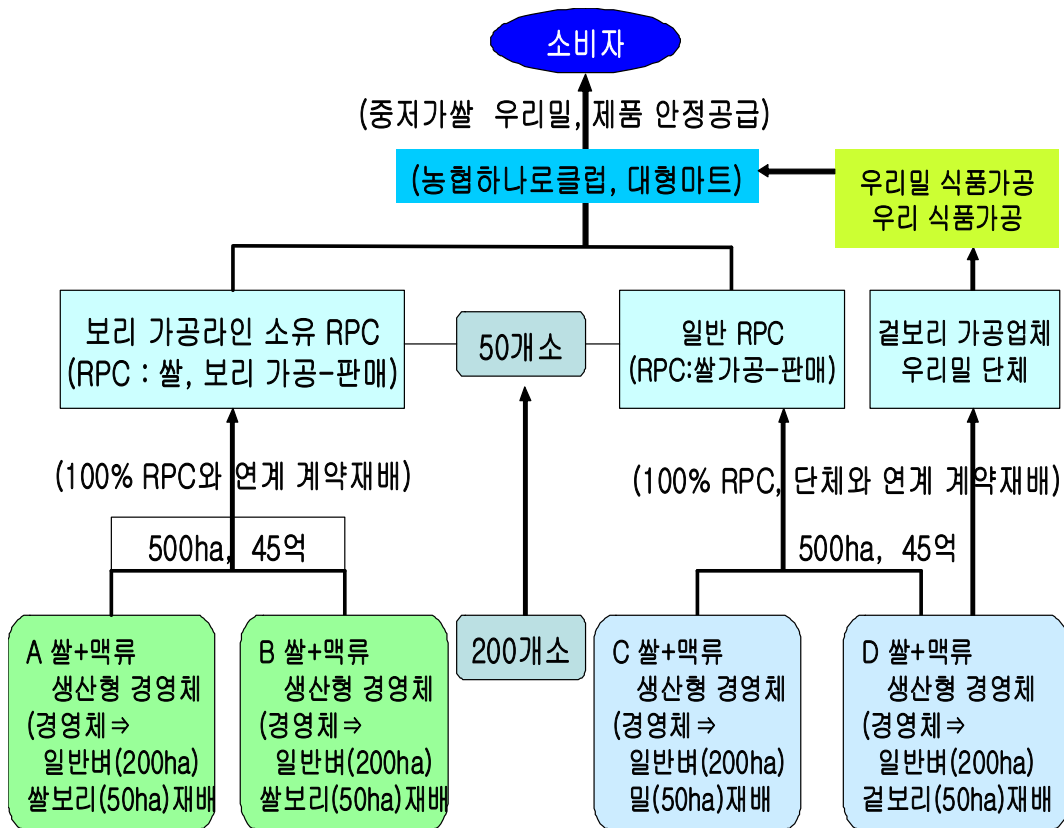 소비자
(중저가쌀 우리밀, 제품 안정공급)
(농협하나로클럽, 대형마트)
우리밀 식품가공
우리 식품가공
보리 가공라인 소유 RPC
(RPC : 쌀, 보리 가공-판매)
50개소
일반 RPC
(RPC:쌀가공-판매)
겉보리 가공업체
우리밀 단체
(100% RPC와 연계 계약재배)
(100% RPC, 단체와 연계 계약재배)
500ha, 45억
500ha, 45억
A 쌀+맥류
생산형 경영체
(경영체⇒
일반벼(200ha)
쌀보리(50ha)재배
B 쌀+맥류
생산형 경영체
(경영체⇒
일반벼(200ha)
쌀보리(50ha)재배
200개소
C 쌀+맥류
생산형 경영체
(경영체⇒
일반벼(200ha)
밀(50ha)재배
D 쌀+맥류
생산형 경영체
(경영체⇒
일반벼(200ha)
겉보리(50ha)재배